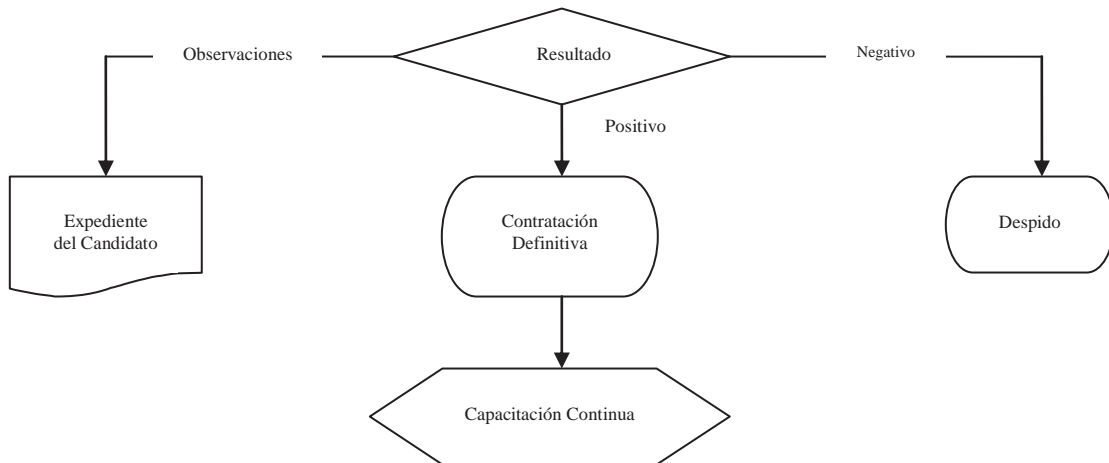 Observaciones
Resultado
Negativo
Positivo
Expediente
del Candidato
Contratación
Definitiva
Despido
Capacitación Continua